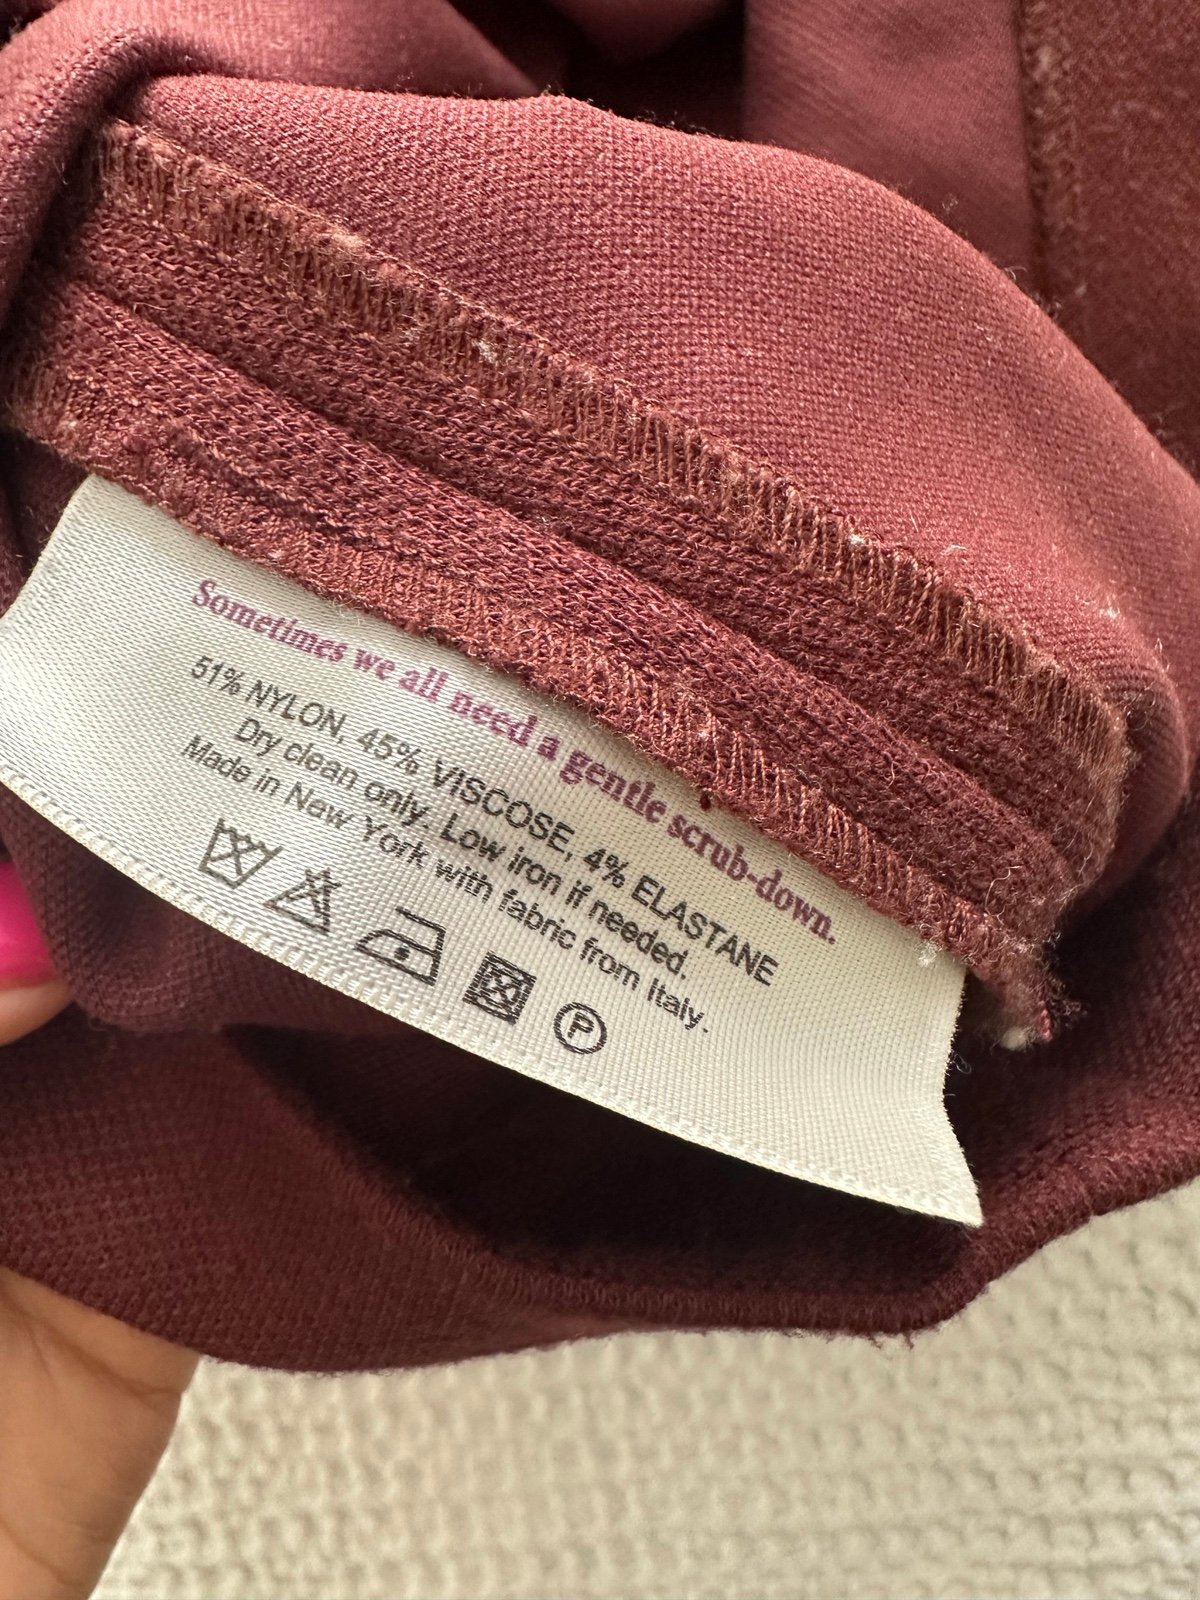 Sometimes we all need a gentle scrub-down.
51% NYLON, 45% VISCOSE, 4% ELASTANE
Dry clean only. Low iron if needed.
Made in New York with fabric from Italy.
P